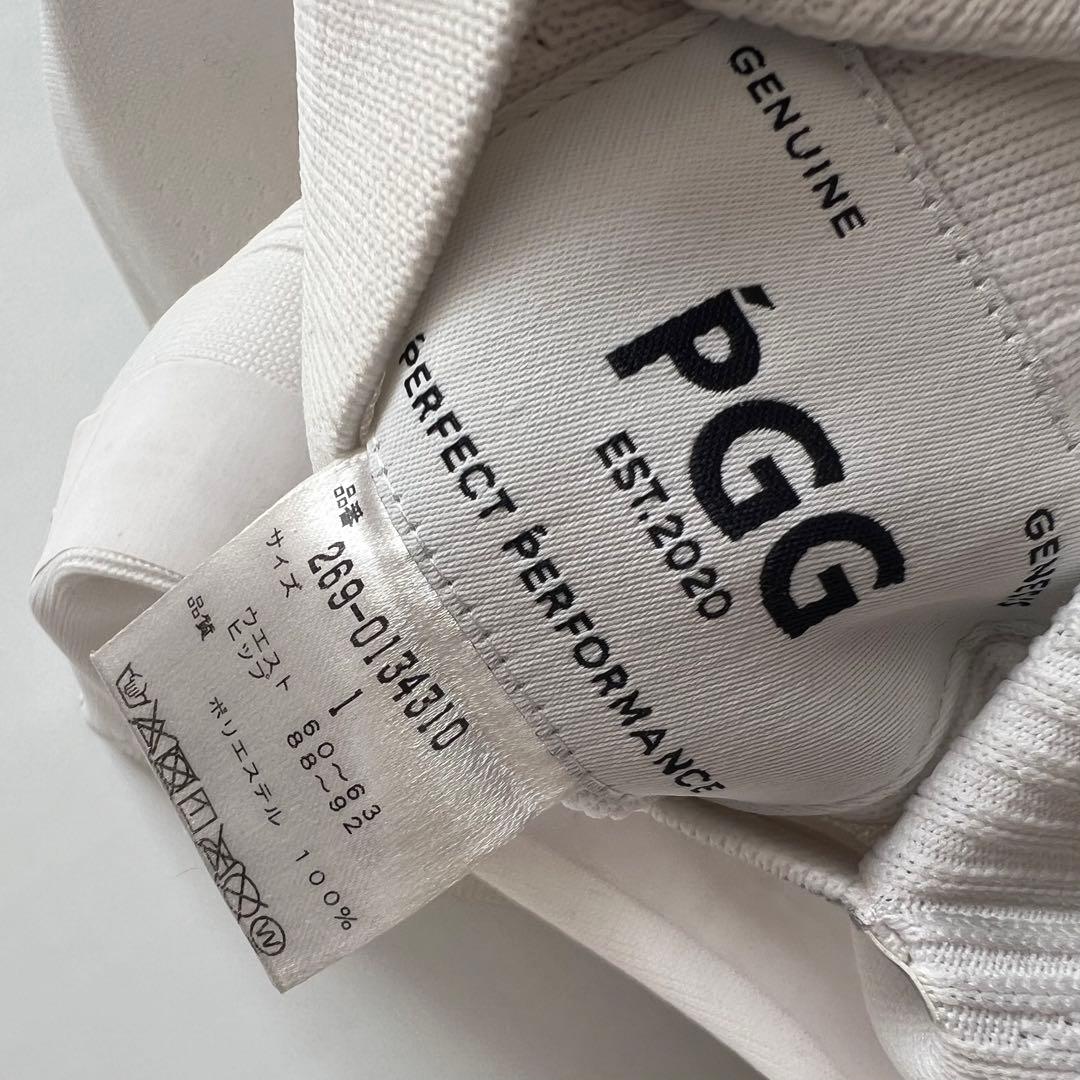 GENUINE
PGG
EST.2020
PERFECT PERFORMANCE
品番 269-0134310
サイズ 1
ウエスト 60〜63
ヒップ 88〜92
品質 ポリエステル 100%
W